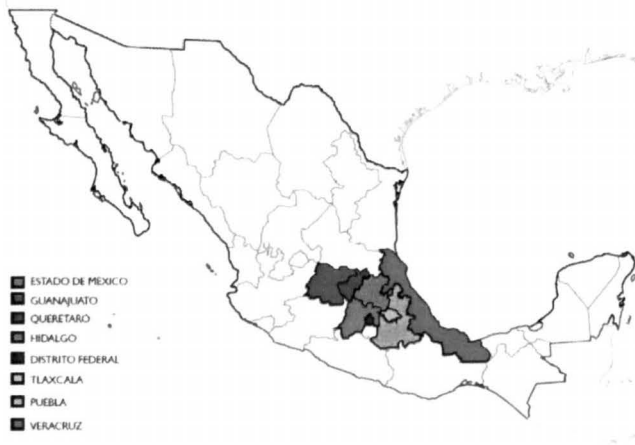 ESTADO DE MEXICO
GUANAJUATO
QUERETARO
HIDALGO
DISTRITO FEDERAL
TLAXCALA
PUEBLA
VERACRUZ